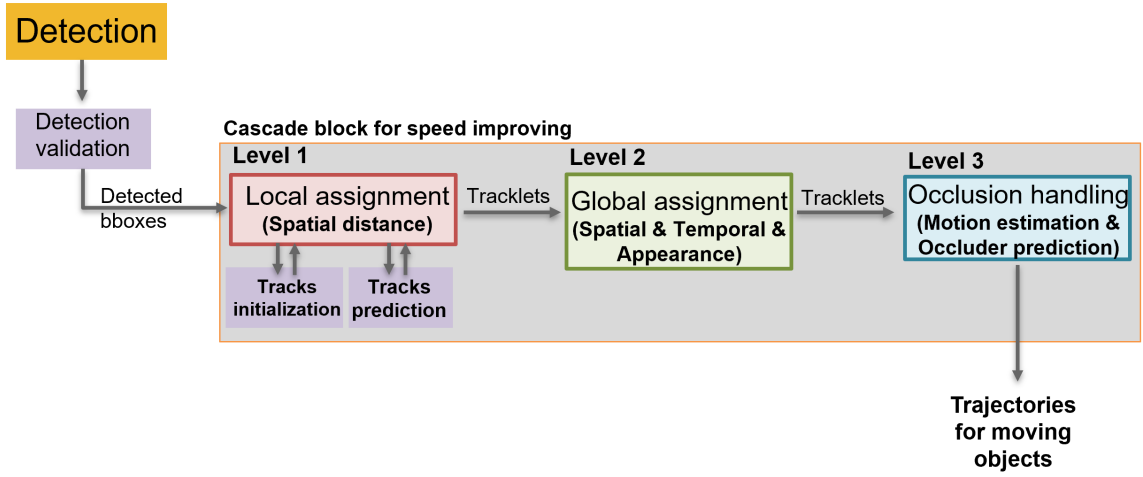 Detection
Detection
validation
Detected
bboxes
Cascade block for speed improving
Level 1
Local assignment
(Spatial distance)
Tracks
initialization
Tracks
prediction
Tracklets
Level 2
Global assignment
(Spatial & Temporal &
Appearance)
Tracklets
Level 3
Occlusion handling
(Motion estimation &
Occluder prediction)
Trajectories
for moving
objects